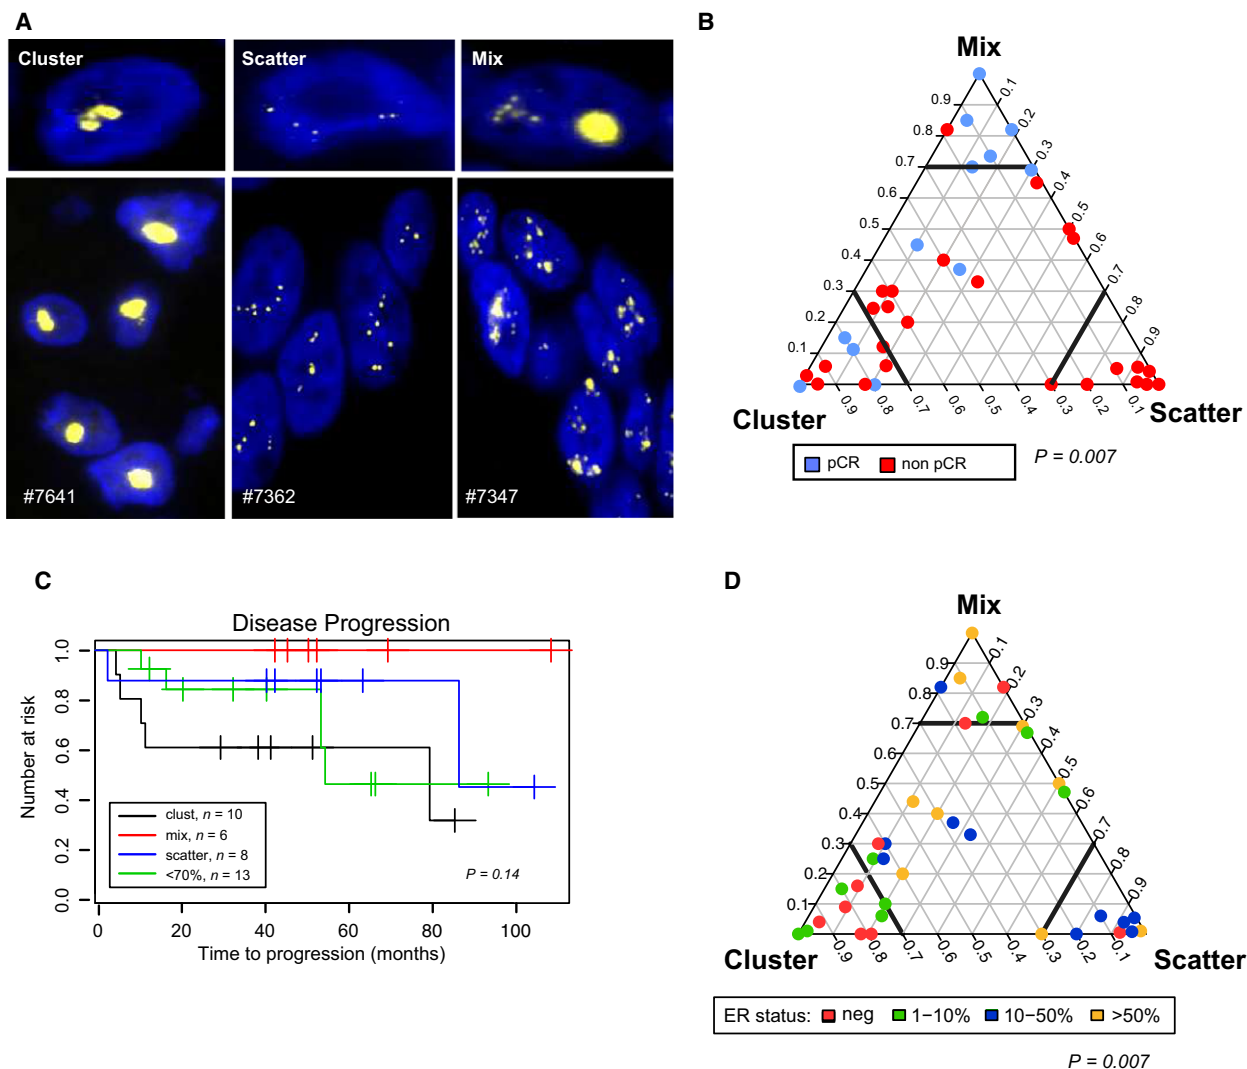 A
Cluster
Scatter
Mix
#7641
#7362
#7347
B
Mix
0.9
0.8
0.7
0.6
0.5
0.4
0.3
0.2
0.1
0.1
0.2
0.3
0.4
0.5
0.6
0.7
0.8
0.9
0.9
0.8
0.7
0.6
0.5
0.4
0.3
0.2
0.1
Cluster
Scatter
pCR
non pCR
P = 0.007
C
Disease Progression
Number at risk
1.0
0.8
0.6
0.4
0.2
0.0
clust, n = 10
mix, n = 6
scatter, n = 8
<70%, n = 13
P = 0.14
0
20
40
60
80
100
Time to progression (months)
D
Mix
0.9
0.8
0.7
0.6
0.5
0.4
0.3
0.2
0.1
0.1
0.2
0.3
0.4
0.5
0.6
0.7
0.8
0.9
0.9
0.8
0.7
0.6
0.5
0.4
0.3
0.2
0.1
Cluster
Scatter
ER status: neg 1−10% 10−50% >50%
P = 0.007